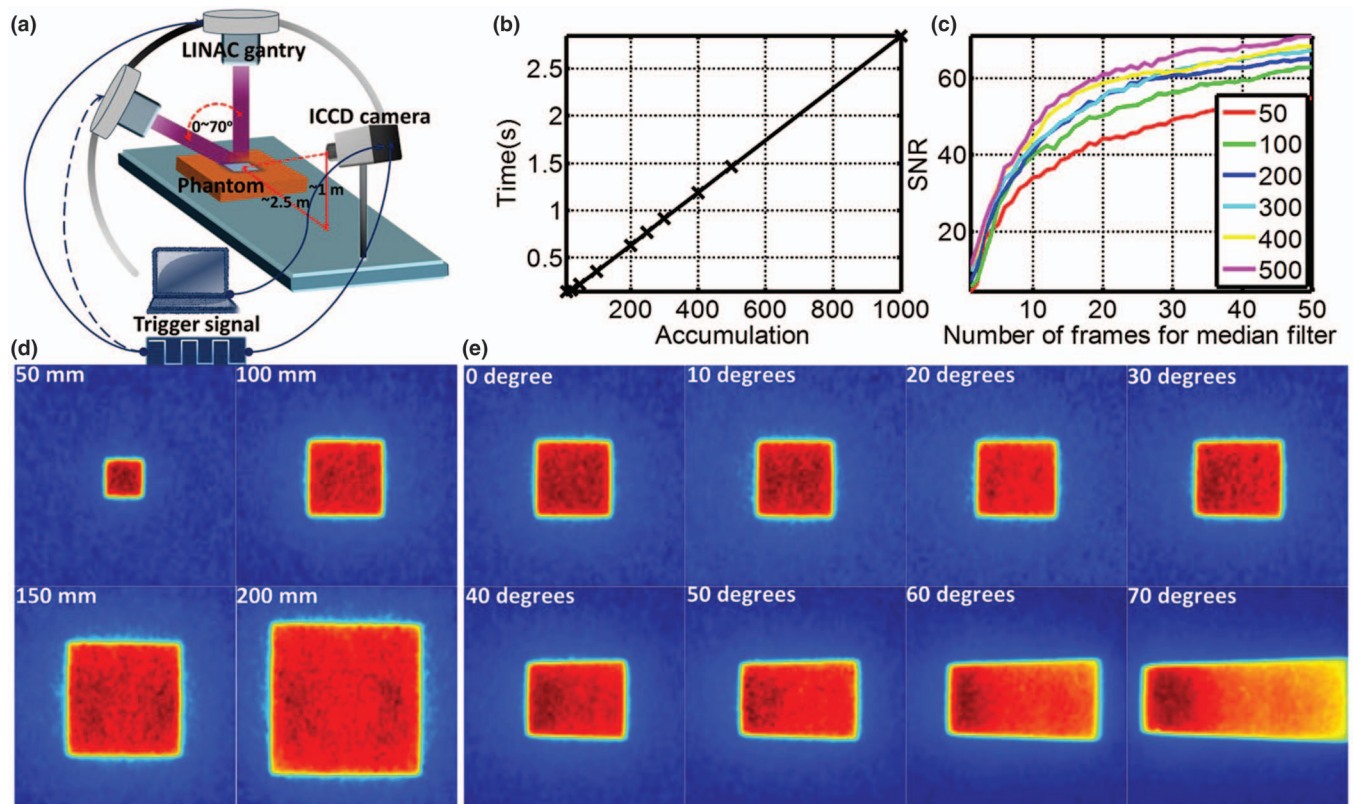 (a)
LINAC gantry
ICCD camera
0~70°
Phantom
~1 m
~2.5 m
Trigger signal
(b)
Time(s)
2.5
2
1.5
1
0.5
200 400 600 800 1000
Accumulation
(c)
SNR
60
40
20
10 20 30 40 50
Number of frames for median filter
50
100
200
300
400
500
(d)
50 mm
100 mm
150 mm
200 mm
(e)
0 degree
10 degrees
20 degrees
30 degrees
40 degrees
50 degrees
60 degrees
70 degrees